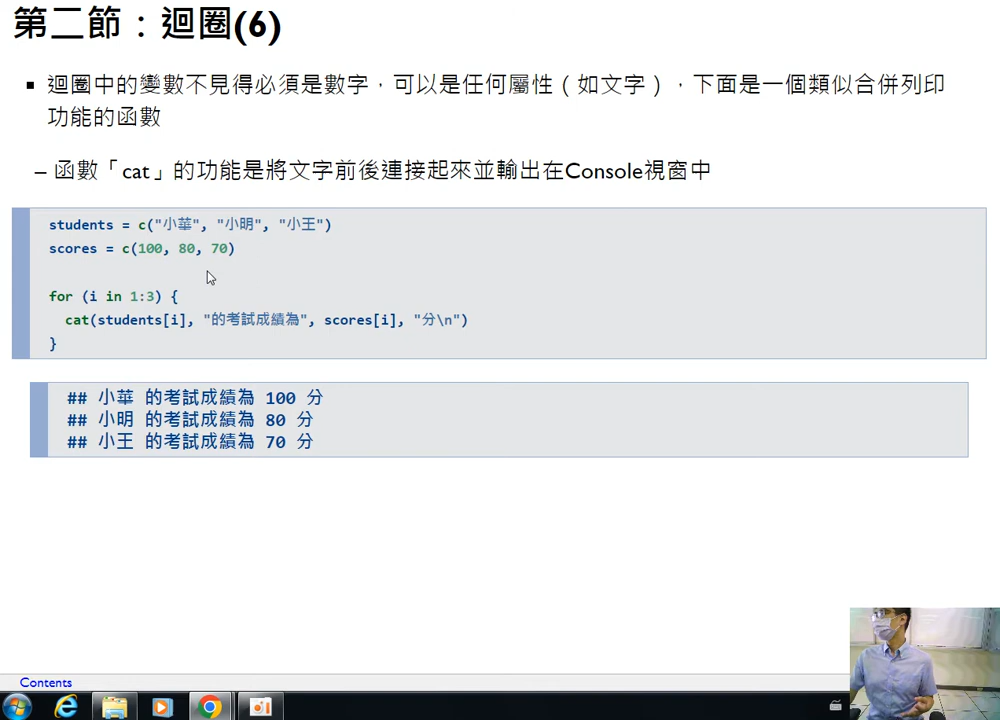 第二節：迴圈(6)
▪ 迴圈中的變數不見得必須是數字，可以是任何屬性（如文字），下面是一個類似合併列印
功能的函數
– 函數「cat」的功能是將文字前後連接起來並輸出在Console視窗中
students = c("小華", "小明", "小王")
scores = c(100, 80, 70)
for (i in 1:3) {
cat(students[i], "的考試成績為", scores[i], "分\n")
}
## 小華 的考試成績為 100 分
## 小明 的考試成績為 80 分
## 小王 的考試成績為 70 分
Contents